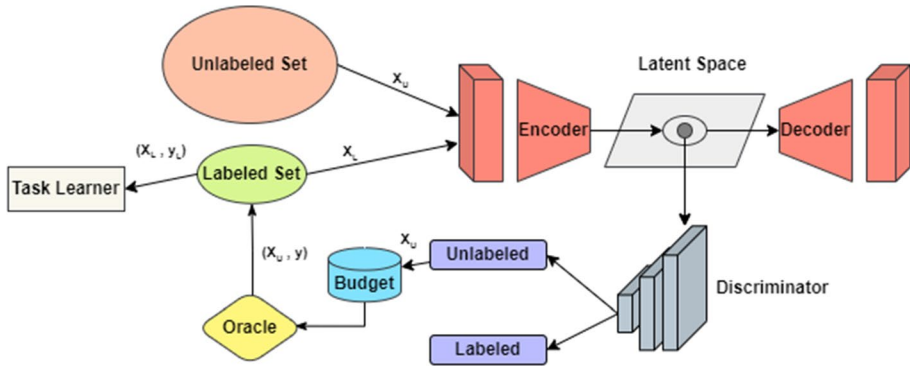 Unlabeled Set
X_U
Latent Space
Encoder
Decoder
(X_L , y_L)
X_L
Task Learner
Labeled Set
(X_U , y)
X_U
Unlabeled
Budget
Discriminator
Oracle
Labeled